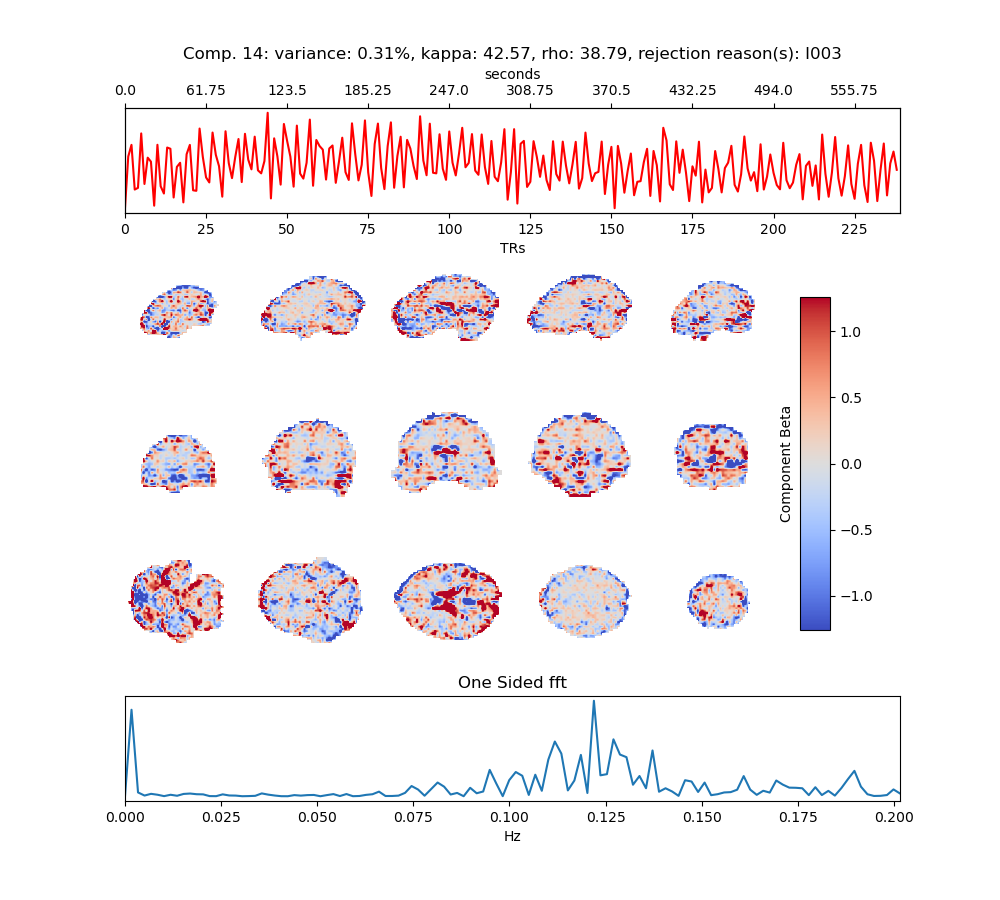 Comp. 14: variance: 0.31%, kappa: 42.57, rho: 38.79, rejection reason(s): I003
seconds
0.0 61.75 123.5 185.25 247.0 308.75 370.5 432.25 494.0 555.75
0 25 50 75 100 125 150 175 200 225
TRs
1.0
0.5
0.0
−0.5
−1.0
Component Beta
One Sided fft
0.000 0.025 0.050 0.075 0.100 0.125 0.150 0.175 0.200
Hz